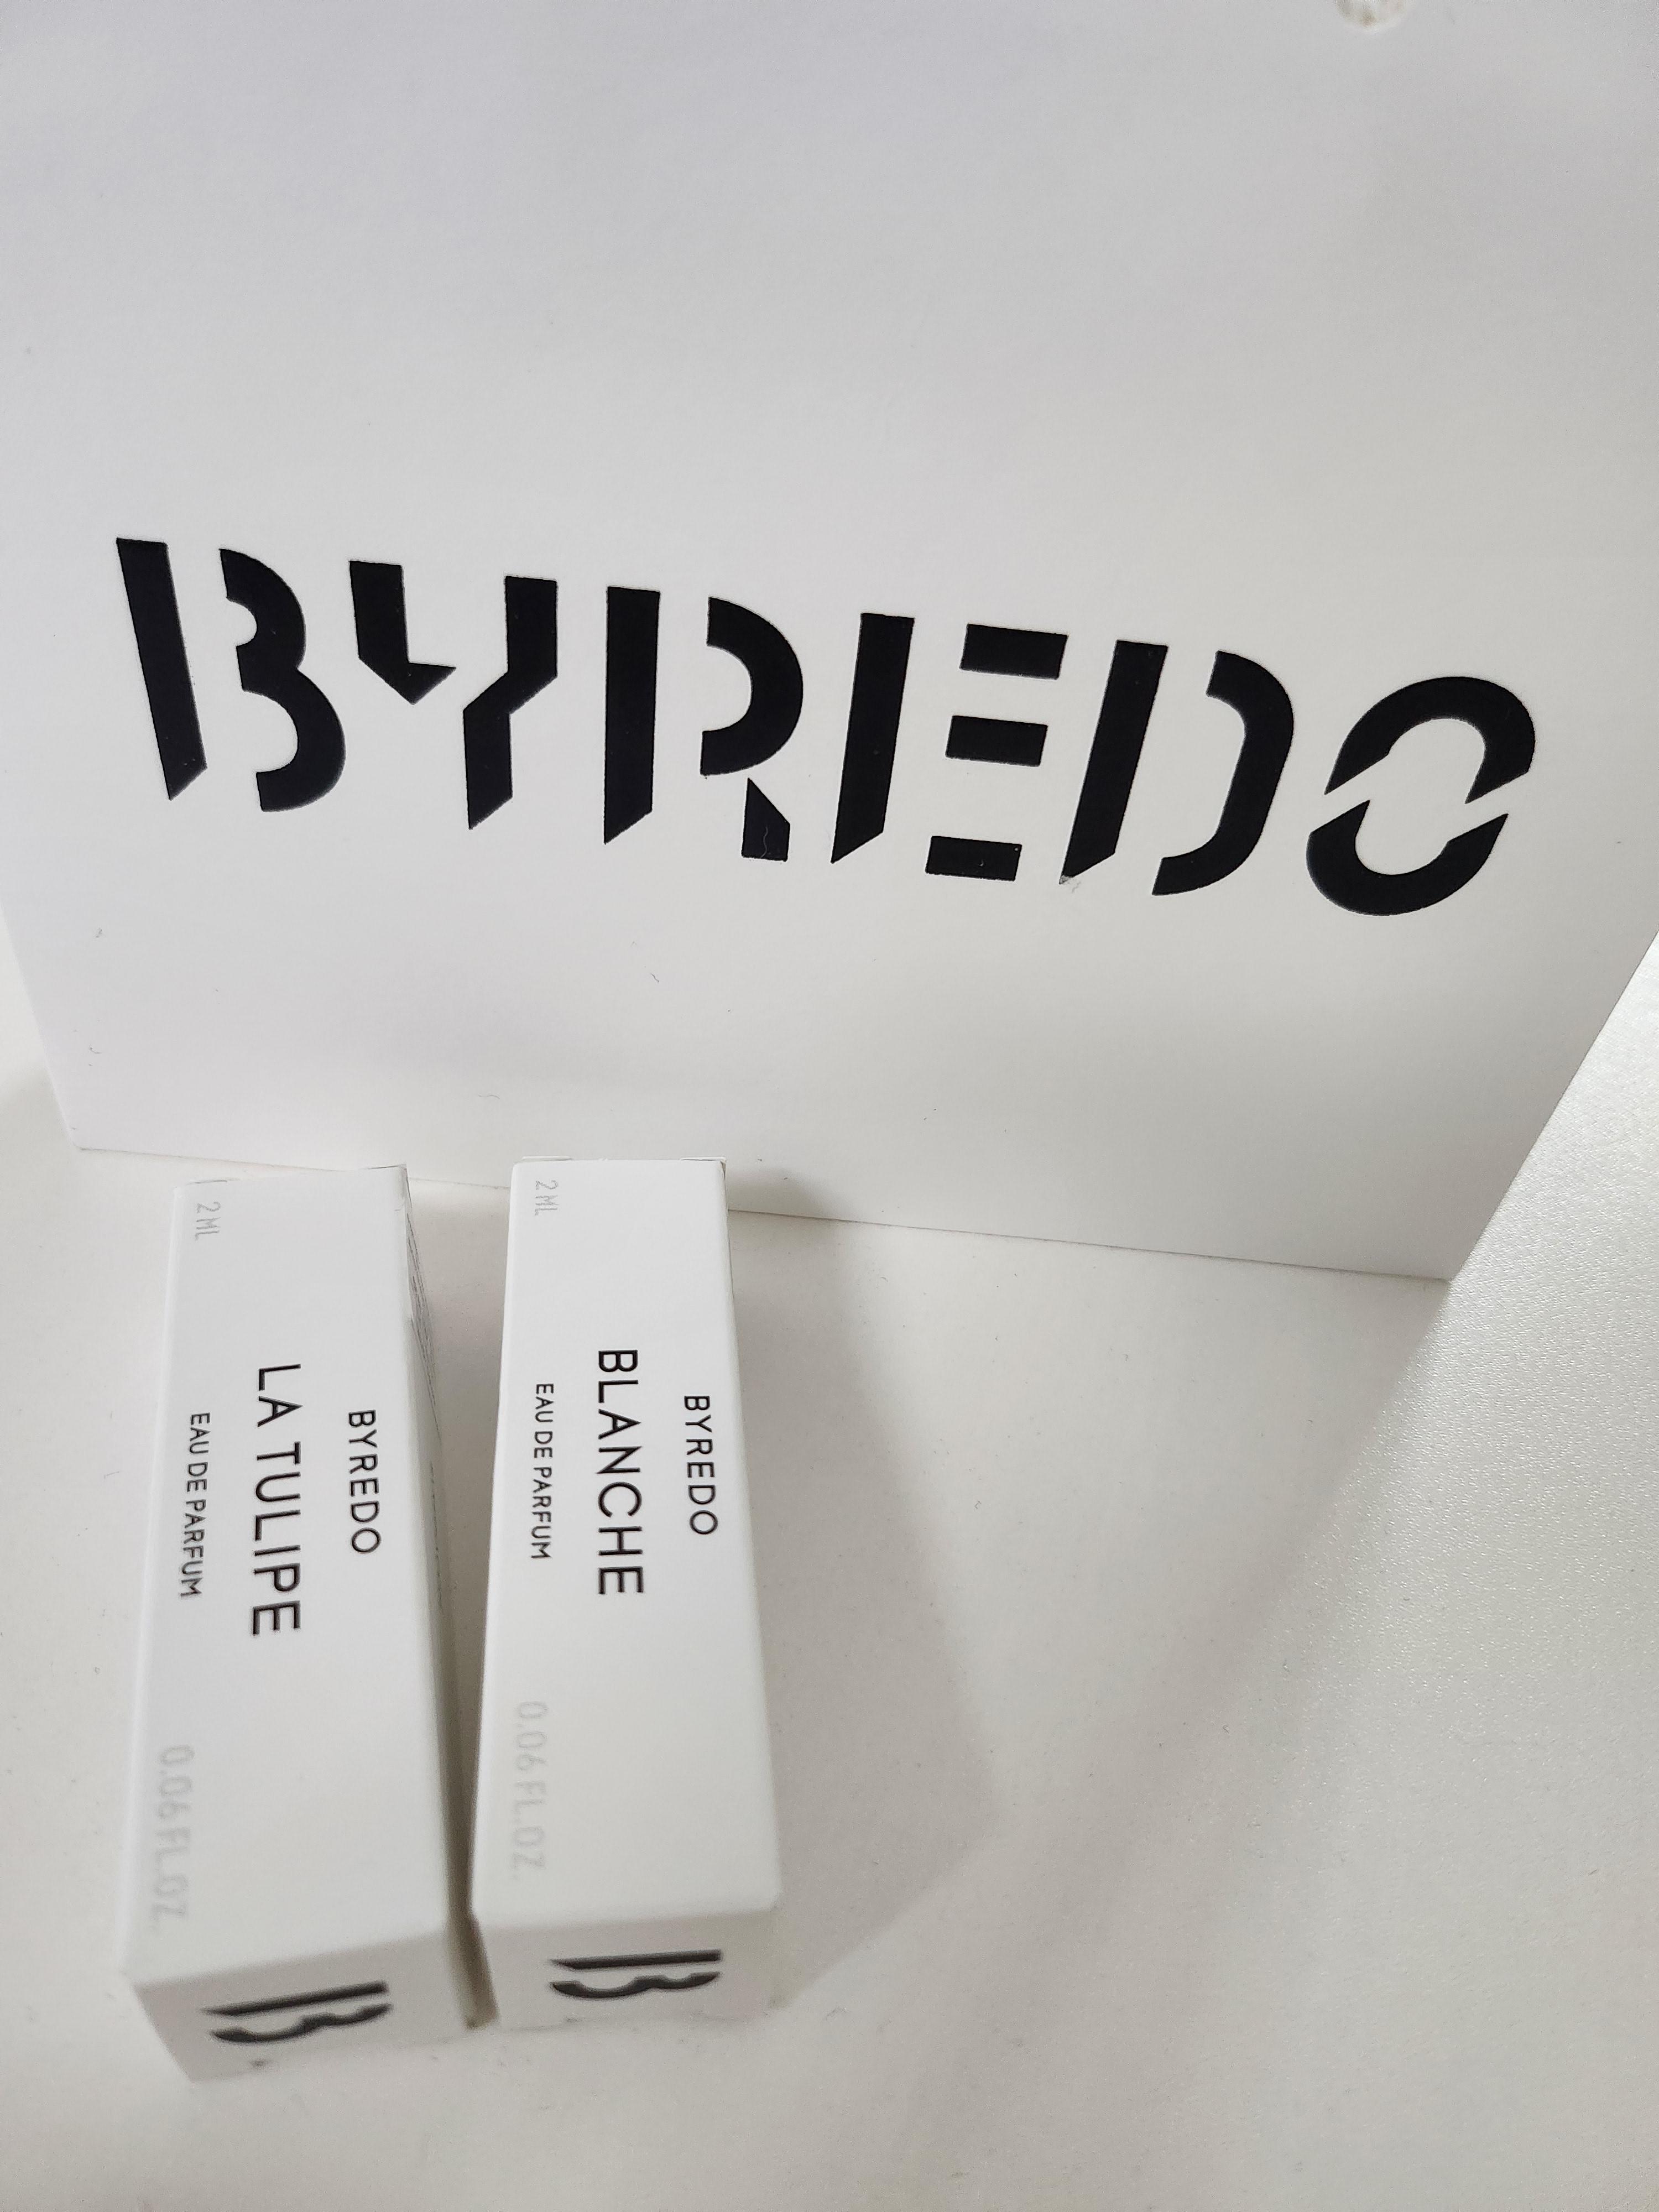 BYREDO
2 ML
BYREDO
LA TULIPE
EAU DE PARFUM
0.06 FL.OZ.
B
2 ML
BYREDO
BLANCHE
EAU DE PARFUM
0.06 FL.OZ.
B